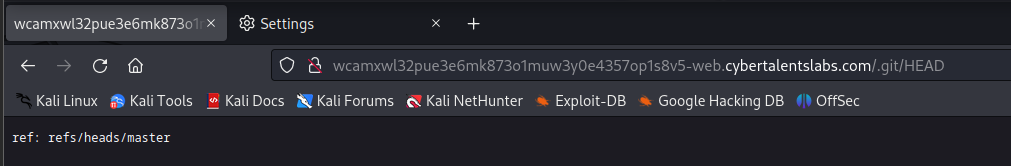 wcamxwl32pue3e6mk873o1 Settings
wcamxwl32pue3e6mk873o1muw3y0e4357op1s8v5-web.cybertalentslabs.com/.git/HEAD
Kali Linux Kali Tools Kali Docs Kali Forums Kali NetHunter Exploit-DB Google Hacking DB OffSec
ref: refs/heads/master